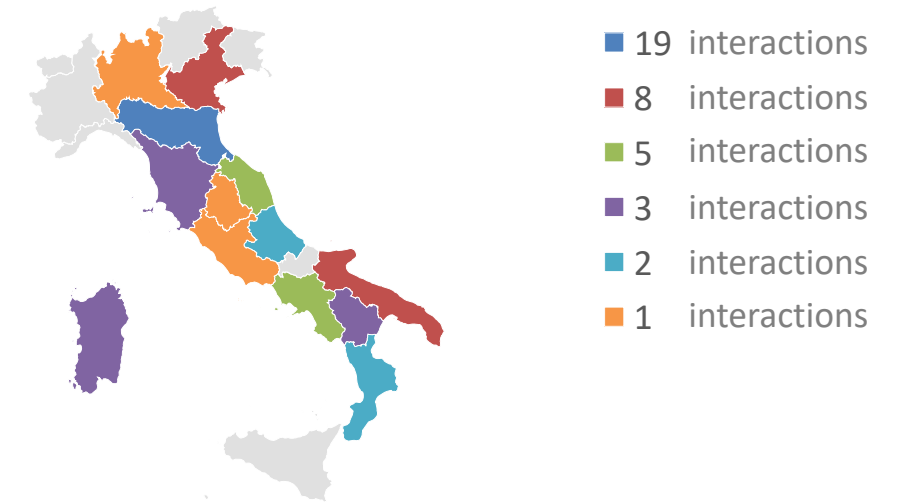 19 interactions
8 interactions
5 interactions
3 interactions
2 interactions
1 interactions